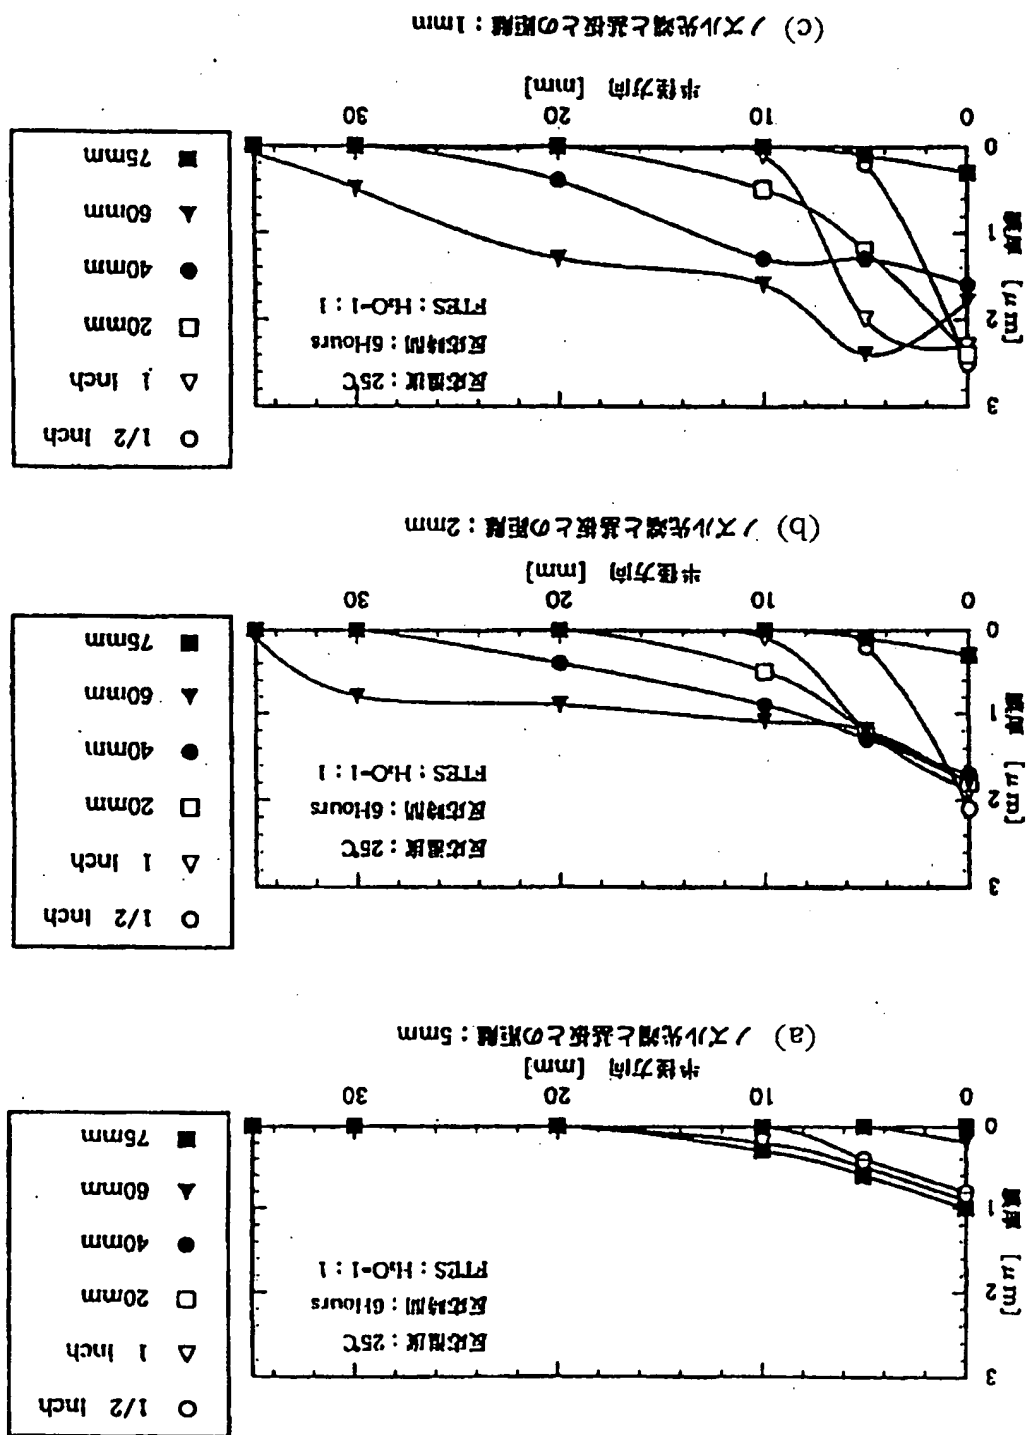 3
2
1
0
膜厚 [μm]
反応温度：25℃
反応時間：6Hours
FTES：H₂O=1：1
0
10
20
30
半径方向 [mm]
(a) ノズル先端と基板との距離：5mm
○ 1/2 Inch
△ 1 Inch
□ 20mm
● 40mm
▲ 60mm
■ 75mm
3
2
1
0
膜厚 [μm]
反応温度：25℃
反応時間：6Hours
FTES：H₂O=1：1
0
10
20
30
半径方向 [mm]
(b) ノズル先端と基板との距離：2mm
○ 1/2 Inch
△ 1 Inch
□ 20mm
● 40mm
▲ 60mm
■ 75mm
3
2
1
0
膜厚 [μm]
反応温度：25℃
反応時間：6Hours
FTES：H₂O=1：1
0
10
20
30
半径方向 [mm]
(c) ノズル先端と基板との距離：1mm
○ 1/2 Inch
△ 1 Inch
□ 20mm
● 40mm
▲ 60mm
■ 75mm